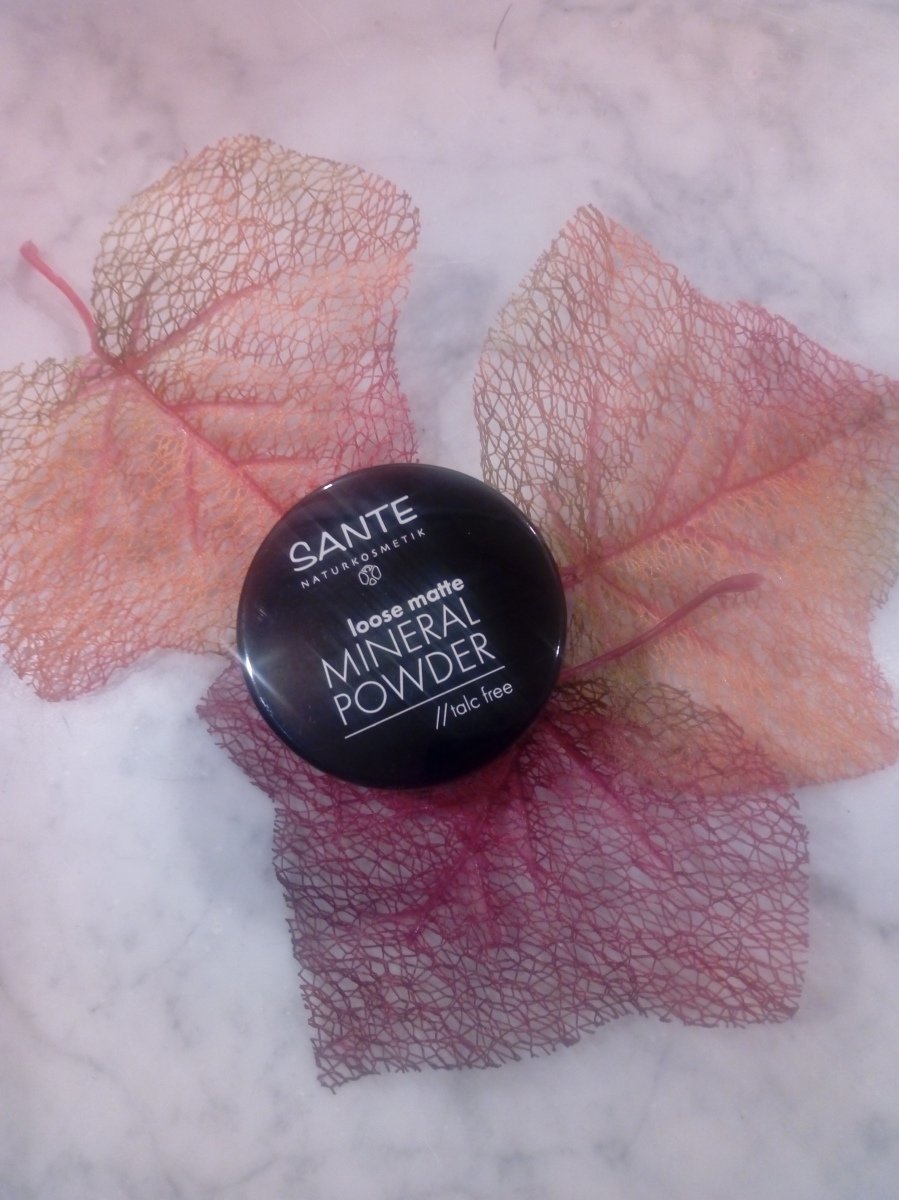 SANTE
NATURKOSMETIK
loose matte
MINERAL
POWDER
//talc free